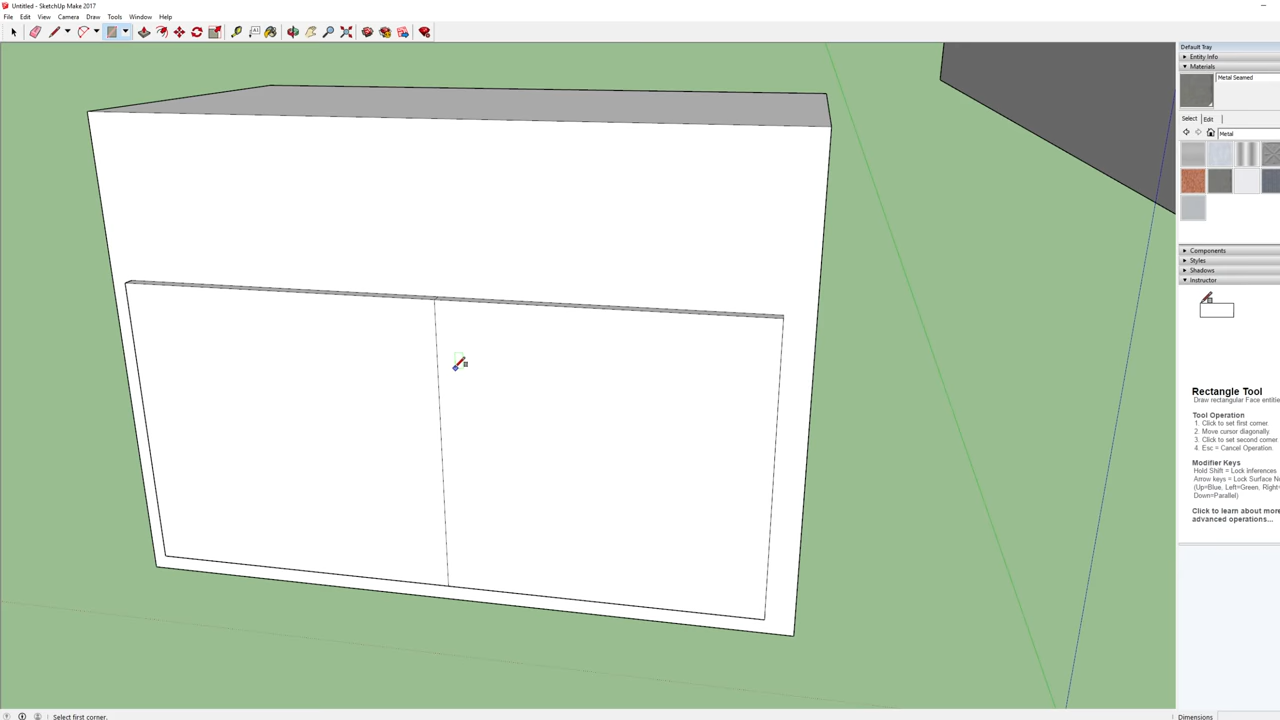 Untitled - SketchUp Make 2017
File Edit View Camera Draw Tools Window Help
Default Tray
Entity Info
Materials
Metal Seamed
Select Edit
Metal
Components
Styles
Shadows
Instructor
Rectangle Tool
Draw rectangular Face entitie
Tool Operation
1. Click to set first corner.
2. Move cursor diagonally.
3. Click to set second corner.
4. Esc = Cancel Operation.
Modifier Keys
Hold Shift = Lock inferences
Arrow keys = Lock Surface No
(Up=Blue, Left=Green, Right=
Down=Parallel)
Click to learn about more
advanced operations...
Select first corner.
Dimensions